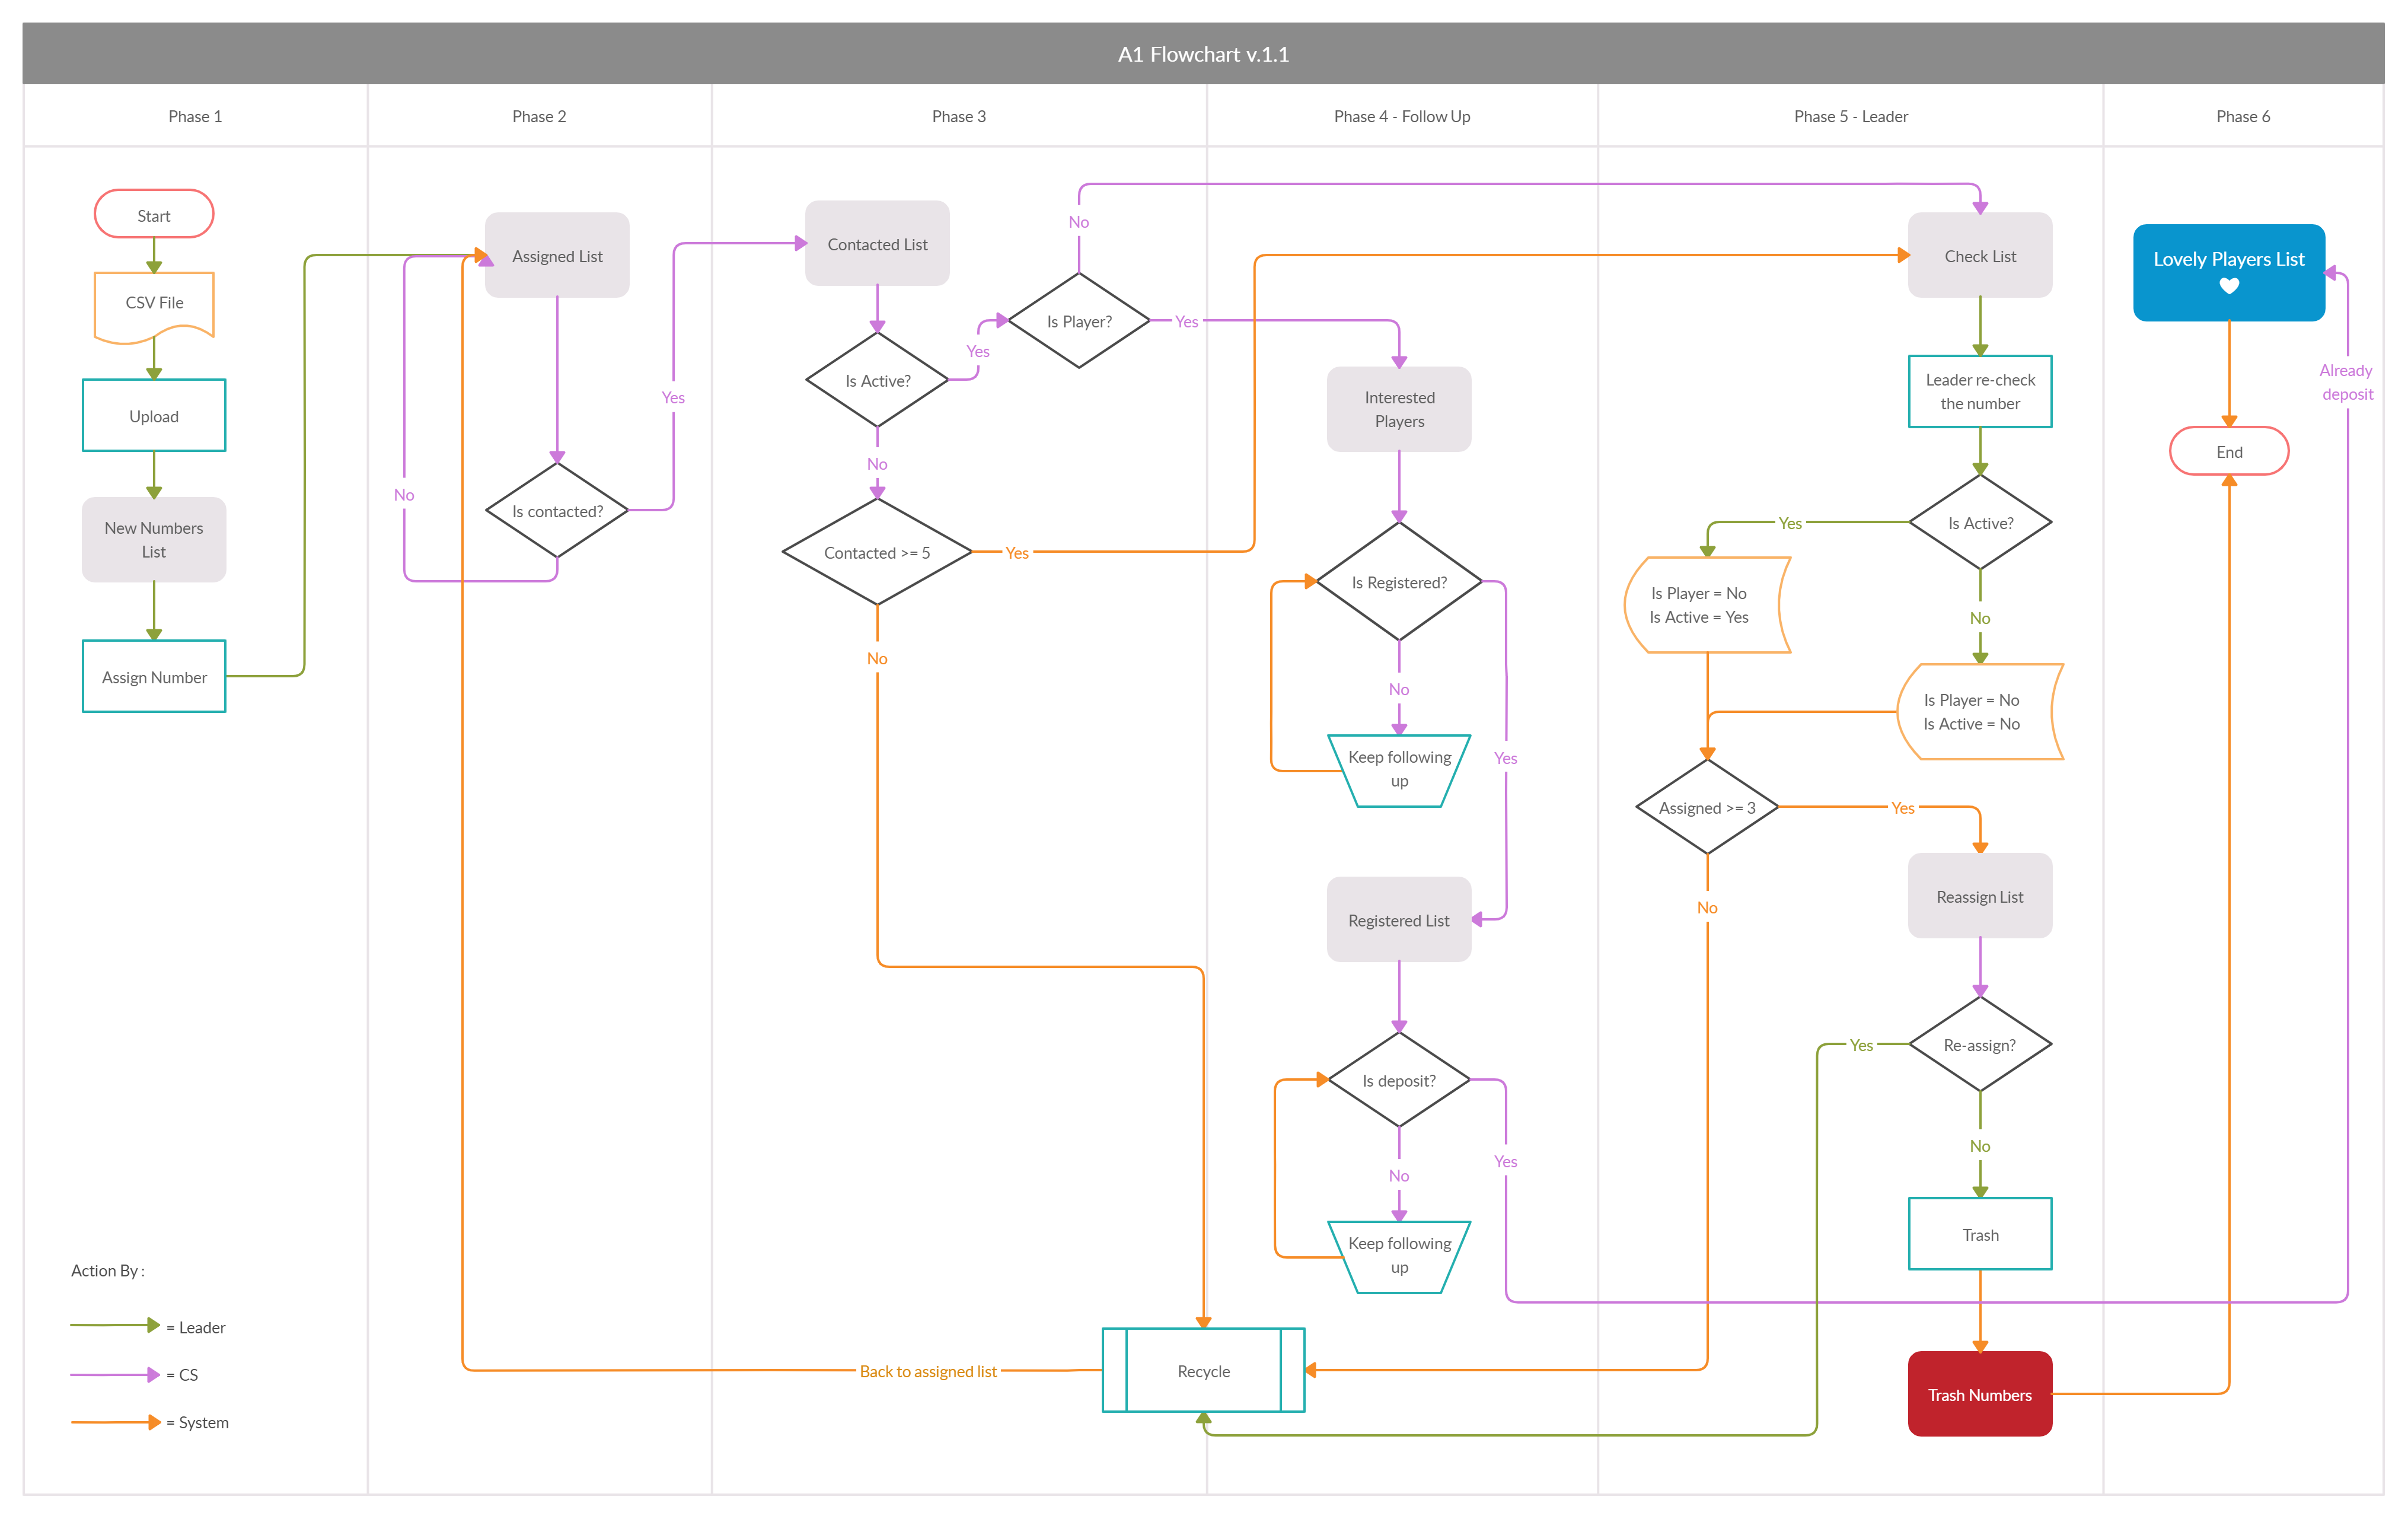 A1 Flowchart v.1.1
Phase 1
Phase 2
Phase 3
Phase 4 - Follow Up
Phase 5 - Leader
Phase 6
Start
CSV File
Upload
New Numbers
List
Assign Number
Action By :
= Leader
= CS
= System
Assigned List
Is contacted?
No
Yes
Contacted List
Is Active?
Yes
No
Is Player?
No
Yes
Contacted >= 5
Yes
No
Recycle
Back to assigned list
Interested
Players
Is Registered?
No
Yes
Keep following
up
Registered List
Is deposit?
No
Yes
Keep following
up
Check List
Leader re-check
the number
Is Active?
Yes
No
Is Player = No
Is Active = Yes
Is Player = No
Is Active = No
Assigned >= 3
Yes
No
Reassign List
Re-assign?
Yes
No
Trash
Trash Numbers
Lovely Players List
Already
deposit
End